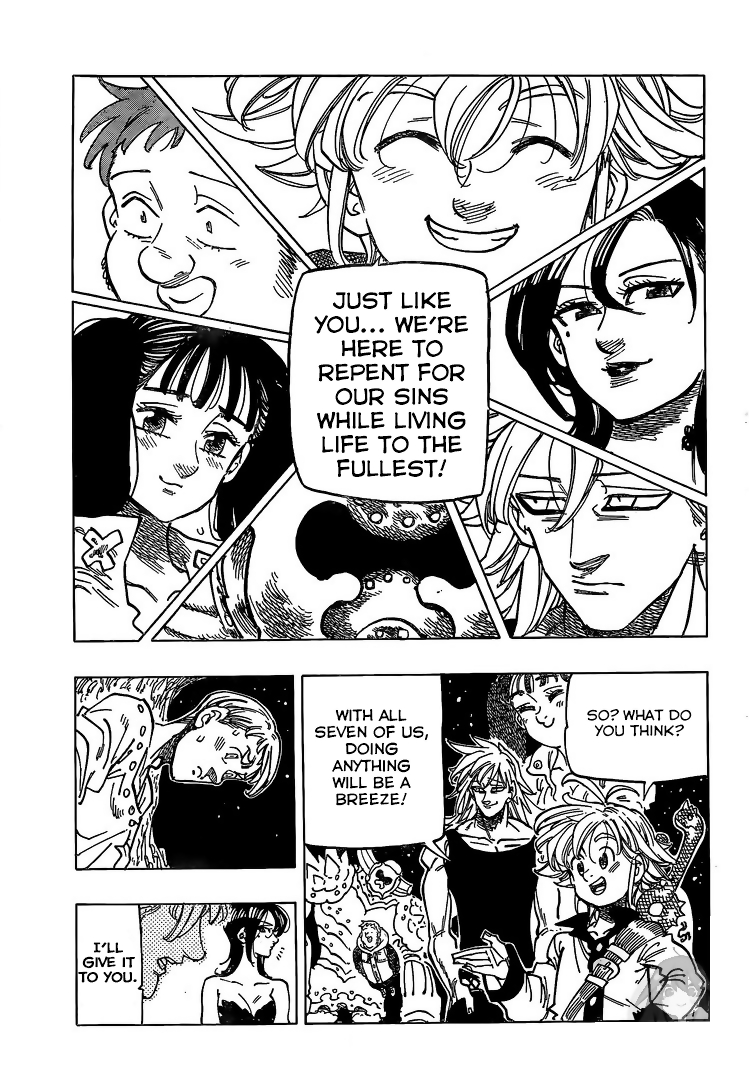 JUST LIKE
YOU... WE'RE
HERE TO
REPENT FOR
OUR SINS
WHILE LIVING
LIFE TO THE
FULLEST!
SO? WHAT DO
YOU THINK?
WITH ALL
SEVEN OF US,
DOING
ANYTHING
WILL BE A
BREEZE!
I'LL
GIVE IT
TO YOU.